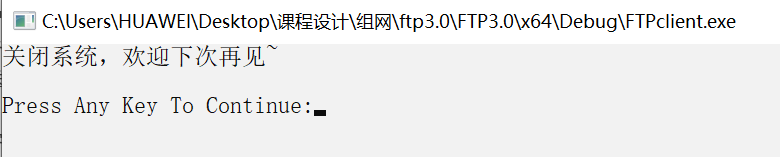 C:\Users\HUAWEI\Desktop\课程设计\组网\ftp3.0\FTP3.0\x64\Debug\FTPclient.exe
关闭系统，欢迎下次再见~
Press Any Key To Continue: